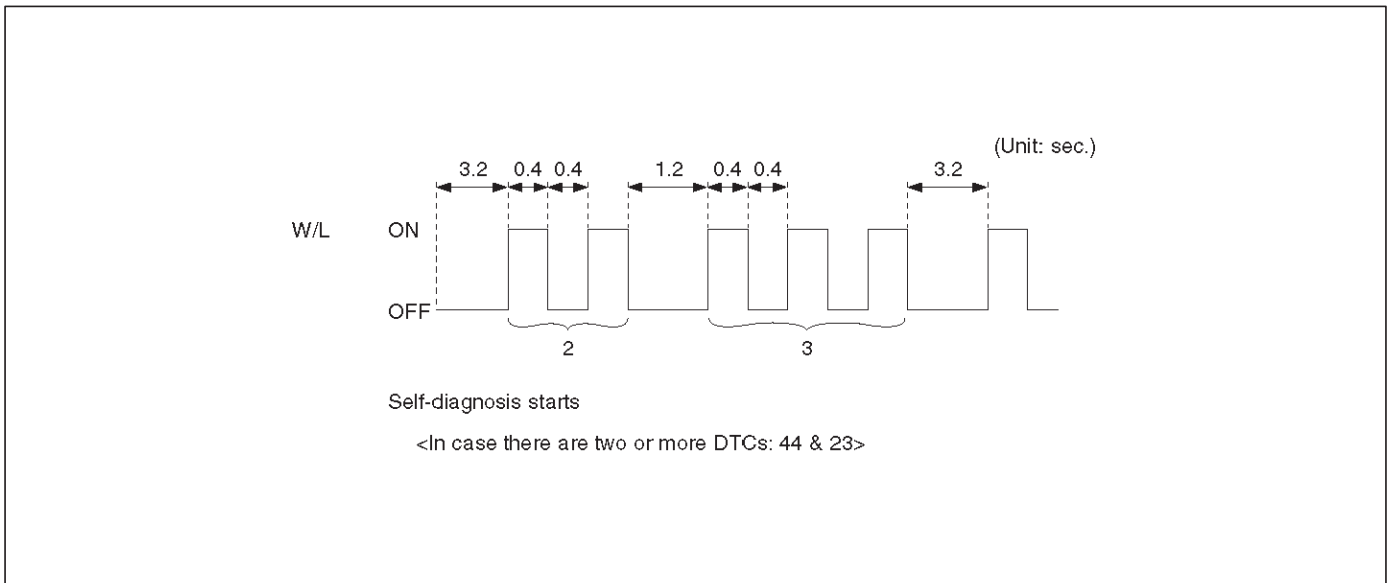 (Unit: sec.)
3.2 0.4 0.4 1.2 0.4 0.4 3.2
W/L ON
OFF
2 3
Self-diagnosis starts
<In case there are two or more DTCs: 44 & 23>